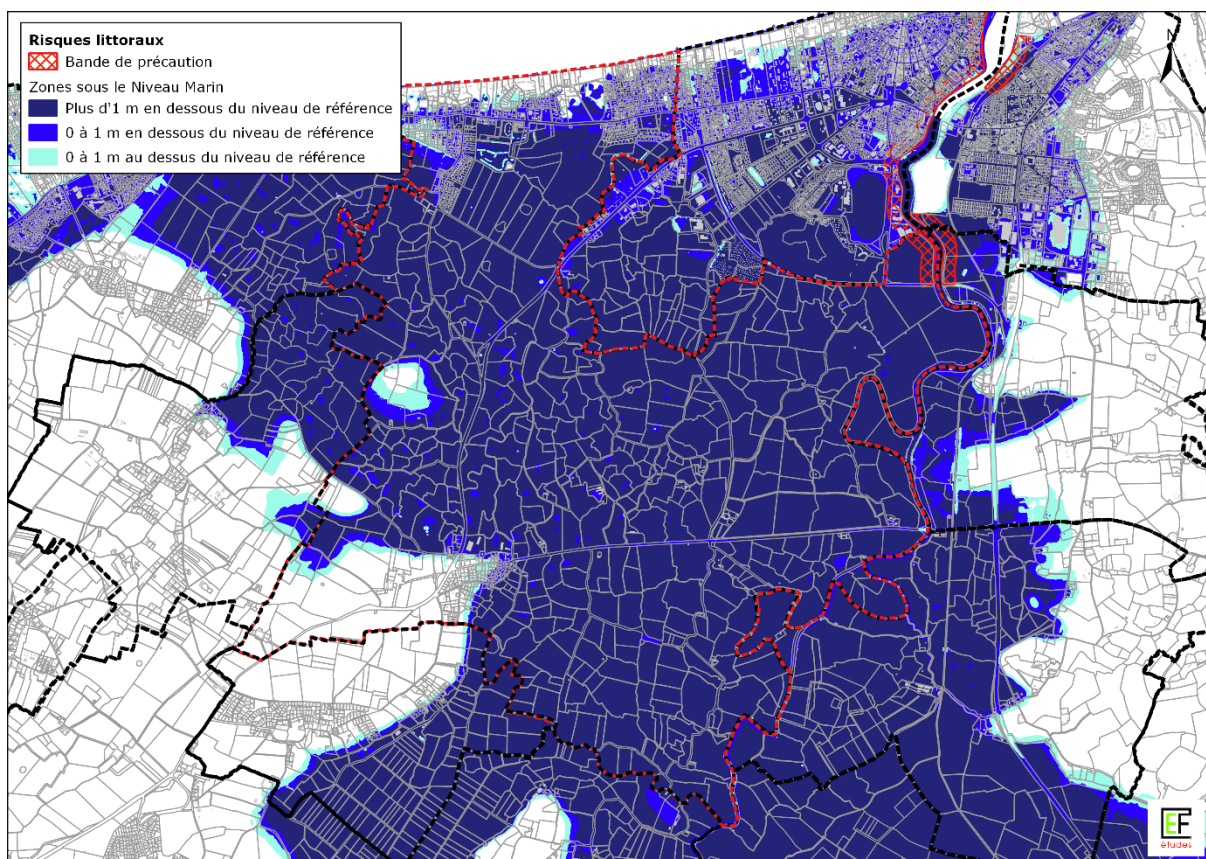 Risques littoraux
Bande de précaution
Zones sous le Niveau Marin
Plus d'1 m en dessous du niveau de référence
0 à 1 m en dessous du niveau de référence
0 à 1 m au dessus du niveau de référence
N
EF
études